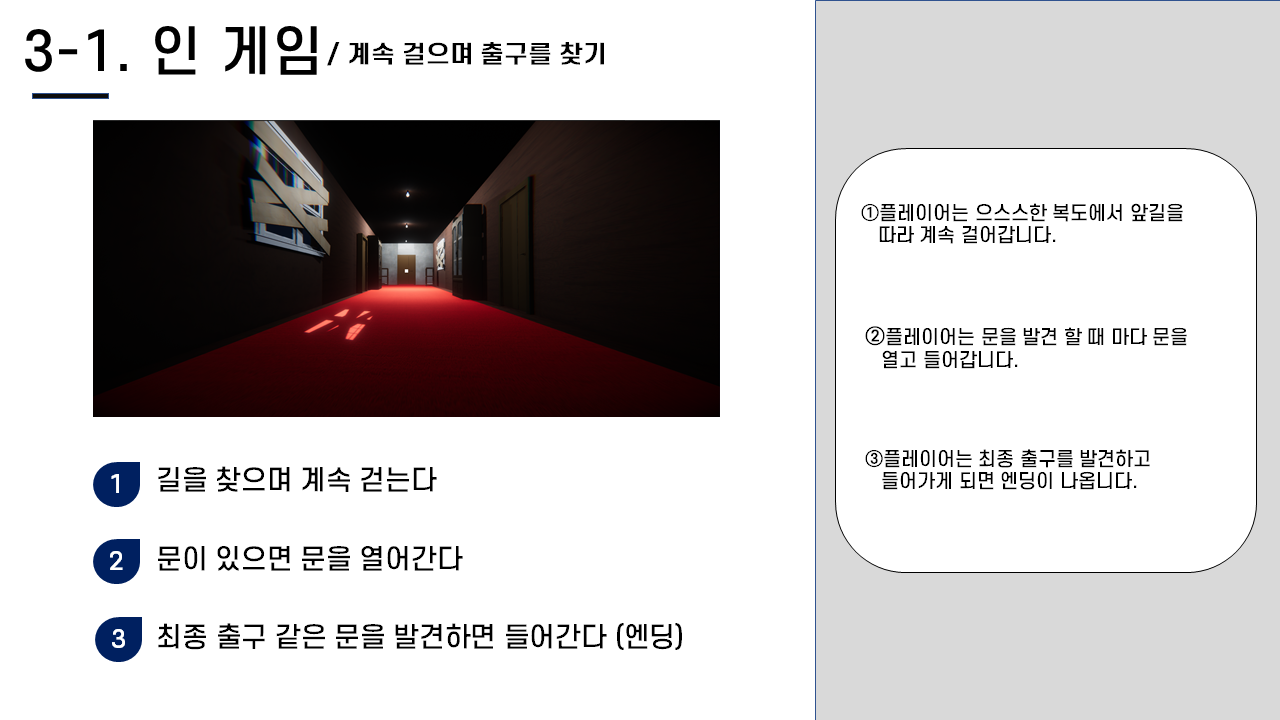 3-1. 인 게임 / 계속 걸으며 출구를 찾기
1 길을 찾으며 계속 걷는다
2 문이 있으면 문을 열어간다
3 최종 출구 같은 문을 발견하면 들어간다 (엔딩)
①플레이어는 으스스한 복도에서 앞길을
따라 계속 걸어갑니다.
②플레이어는 문을 발견 할 때 마다 문을
열고 들어갑니다.
③플레이어는 최종 출구를 발견하고
들어가게 되면 엔딩이 나옵니다.